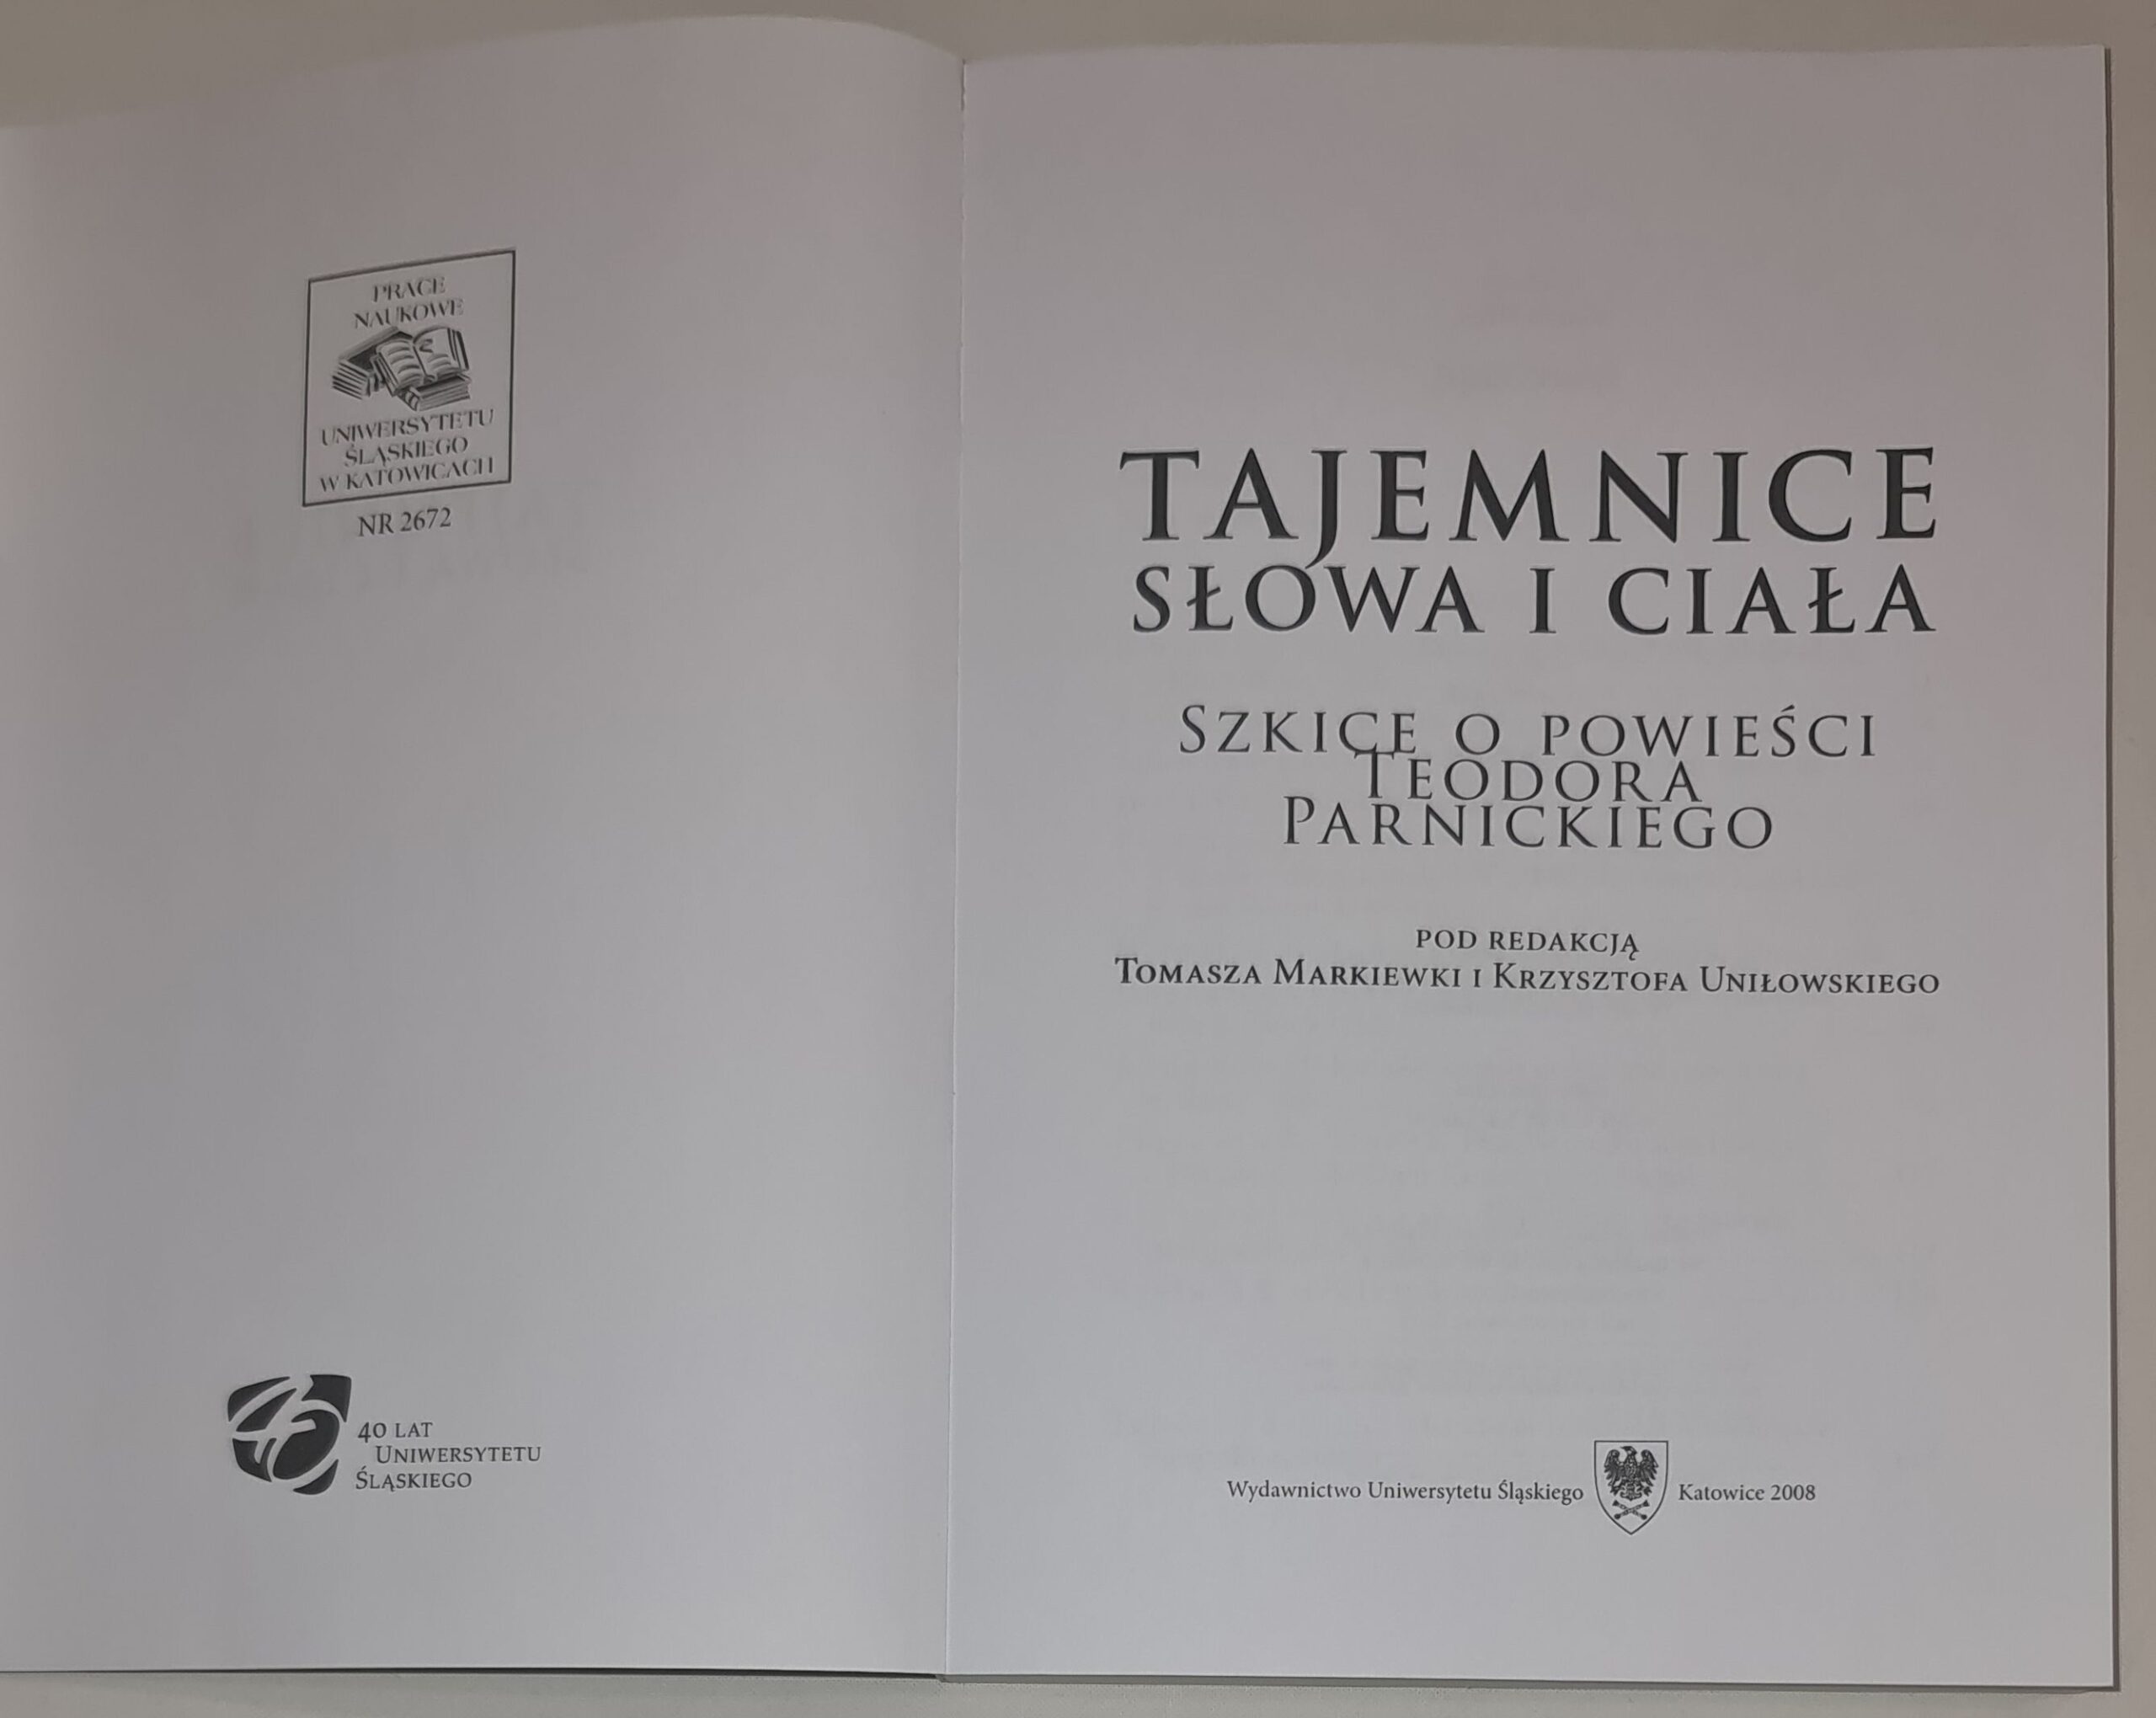 PRACE
NAUKOWE
UNIWERSYTETU
ŚLĄSKIEGO
W KATOWICACH
NR 2672
40 LAT
UNIWERSYTETU
ŚLĄSKIEGO
TAJEMNICE
SŁOWA I CIAŁA
SZKICE O POWIEŚCI
TEODORA
PARNICKIEGO
POD REDAKCJĄ
TOMASZA MARKIEWKI I KRZYSZTOFA UNIŁOWSKIEGO
Wydawnictwo Uniwersytetu Śląskiego Katowice 2008